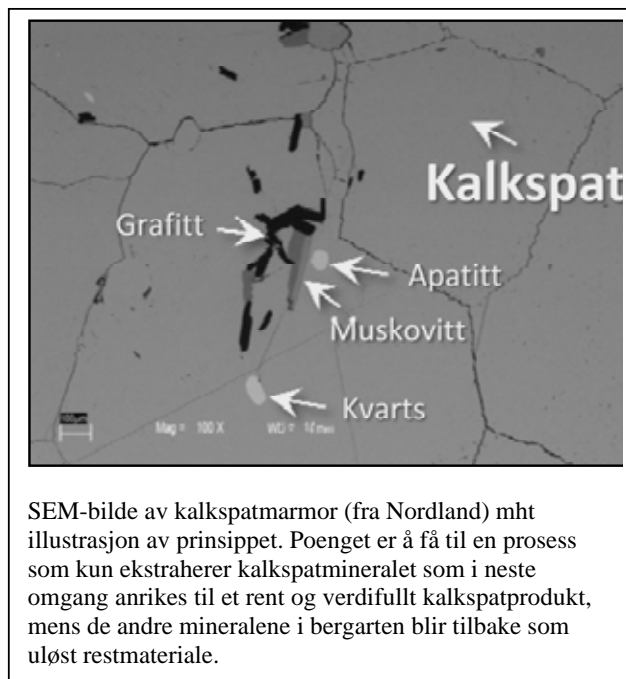 Kalkspat
Grafitt
Apatitt
Muskovitt
Kvarts
100µm
Mag = 100 X
WD =
SEM-bilde av kalkspatmarmor (fra Nordland) mht
illustrasjon av prinsippet. Poenget er å få til en prosess
som kun ekstraherer kalkspatmineralet som i neste
omgang anrikes til et rent og verdifullt kalkspatprodukt,
mens de andre mineralene i bergarten blir tilbake som
uløst restmateriale.